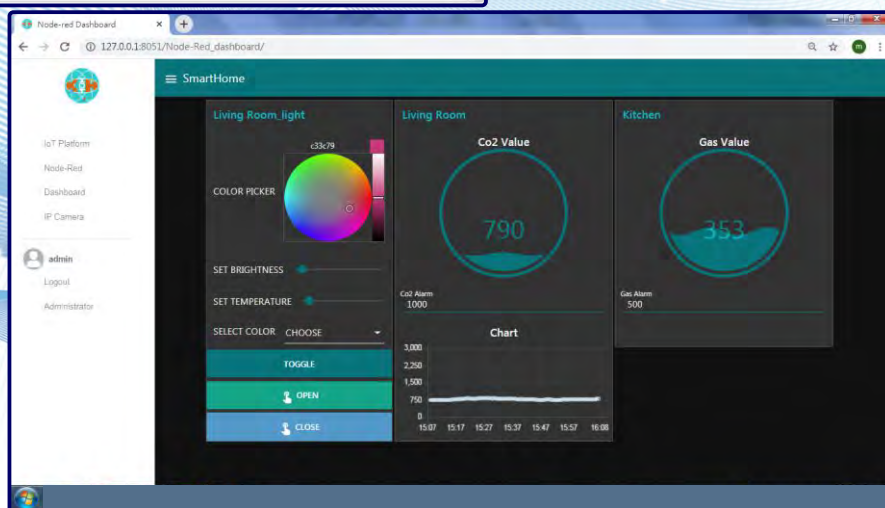 Node-red Dashboard
127.0.0.1:8051/Node-Red_dashboard/
m
SmartHome
IoT Platform
Node-Red
Dashboard
IP Camera
admin
Logout
Administrator
Living Room_light
c33c79
COLOR PICKER
SET BRIGHTNESS
SET TEMPERATURE
SELECT COLOR CHOOSE
TOGGLE
OPEN
CLOSE
Living Room
Co2 Value
790
Co2 Alarm
1000
Chart
3,000
2,250
1,500
750
0
15:07 15:17 15:27 15:37 15:47 15:57 16:08
Kitchen
Gas Value
353
Gas Alarm
500